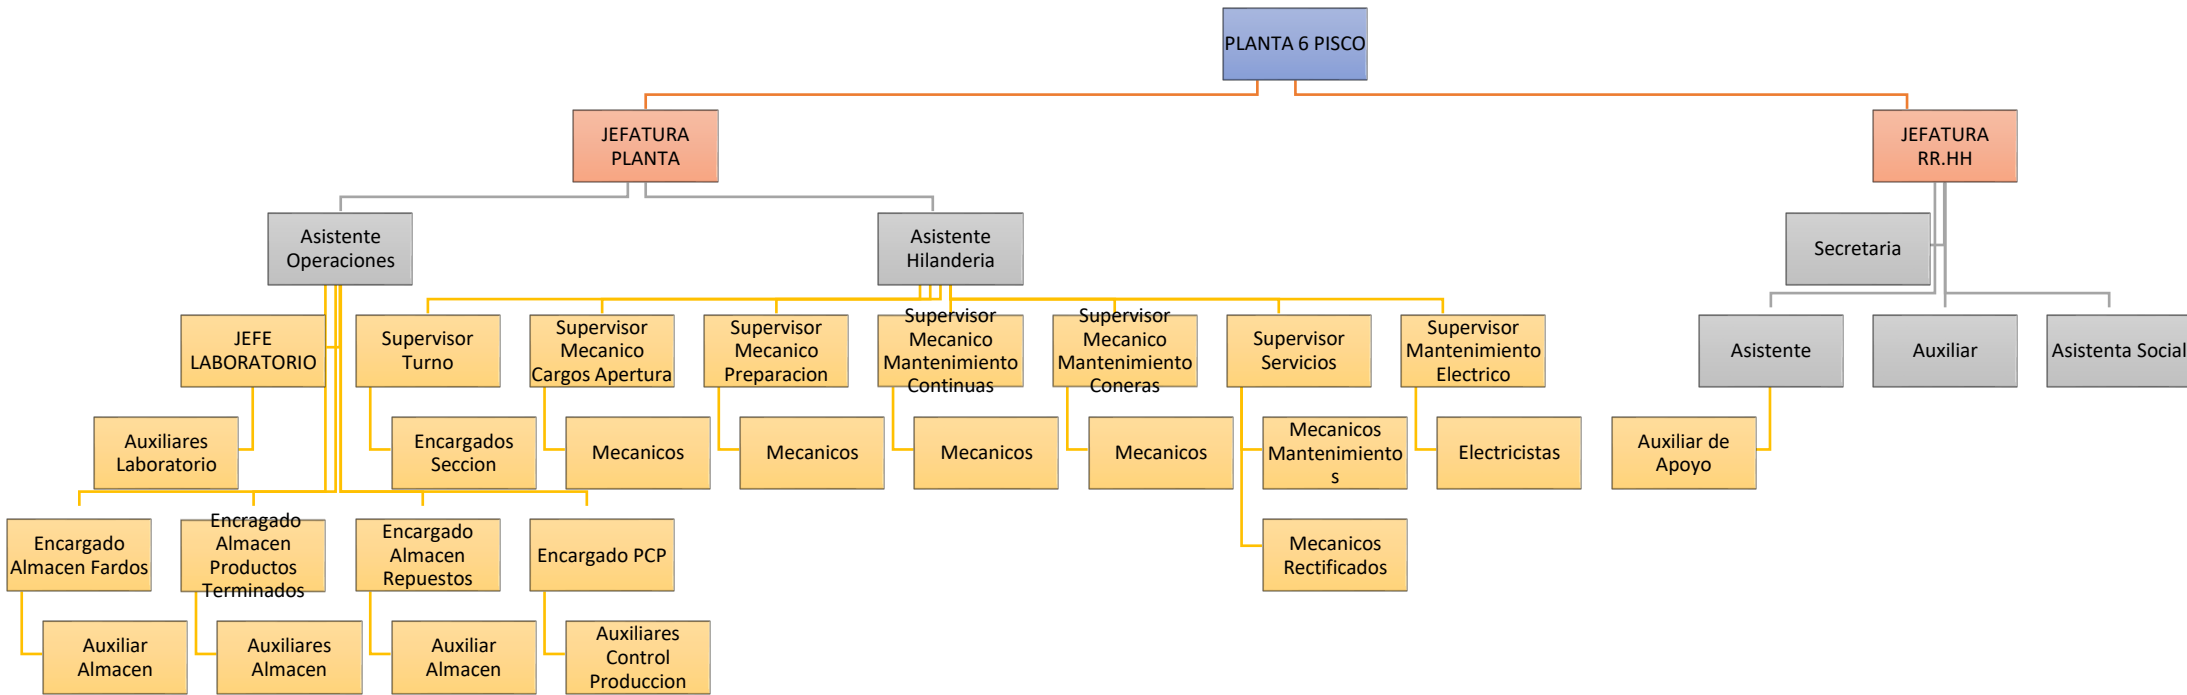 PLANTA 6 PISCO
JEFATURA
PLANTA
JEFATURA
RR.HH
Asistente
Operaciones
Asistente
Hilanderia
Secretaria
JEFE
LABORATORIO
Supervisor
Turno
Supervisor
Mecanico
Cargos Apertura
Supervisor
Mecanico
Preparacion
Supervisor
Mecanico
Mantenimiento
Continuas
Supervisor
Mecanico
Mantenimiento
Coneras
Supervisor
Servicios
Supervisor
Mantenimiento
Electrico
Asistente
Auxiliar
Asistenta Social
Auxiliares
Laboratorio
Encargados
Seccion
Mecanicos
Mecanicos
Mecanicos
Mecanicos
Mecanicos
Mantenimiento
s
Electricistas
Auxiliar de
Apoyo
Encargado
Almacen Fardos
Encragado
Almacen
Productos
Terminados
Encargado
Almacen
Repuestos
Encargado PCP
Mecanicos
Rectificados
Auxiliar
Almacen
Auxiliares
Almacen
Auxiliar
Almacen
Auxiliares
Control
Produccion